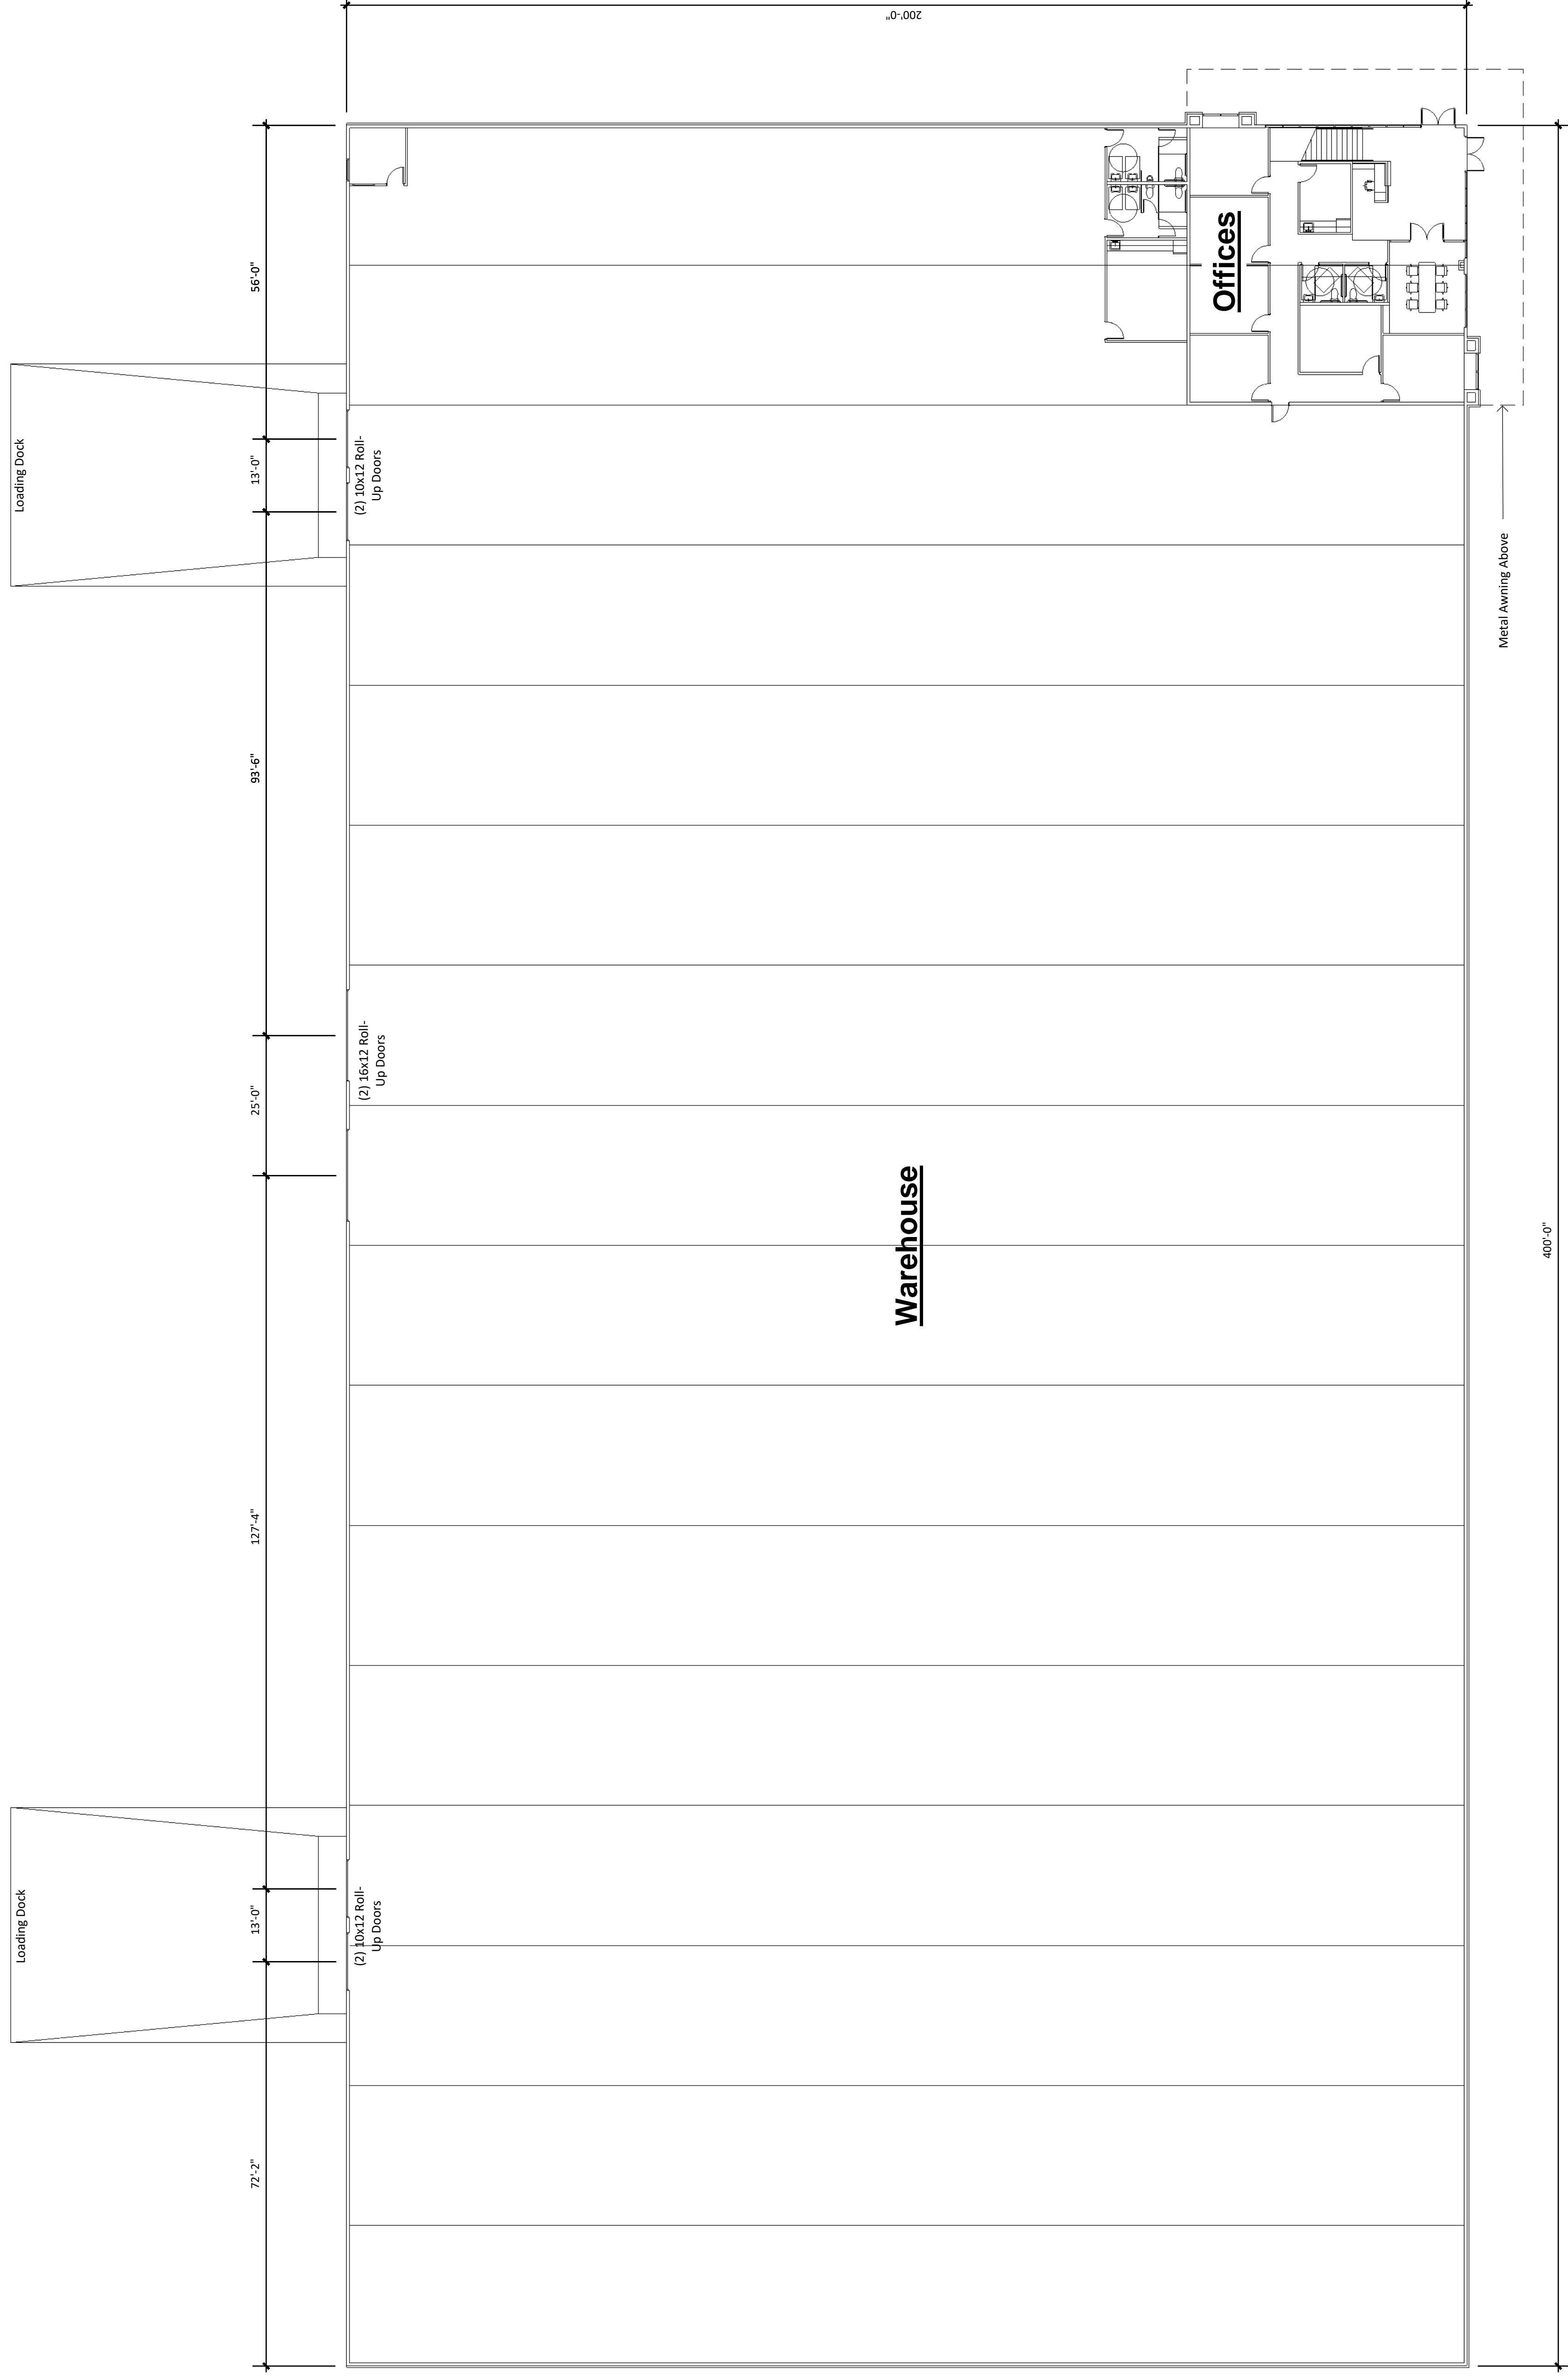 200'-0"
Offices
56'-0"
Loading Dock
13'-0"
(2) 10x12 Roll-
Up Doors
Metal Awning Above
93'-6"
(2) 16x12 Roll-
Up Doors
25'-0"
Warehouse
400'-0"
127'-4"
Loading Dock
13'-0"
(2) 10x12 Roll-
Up Doors
72'-2"